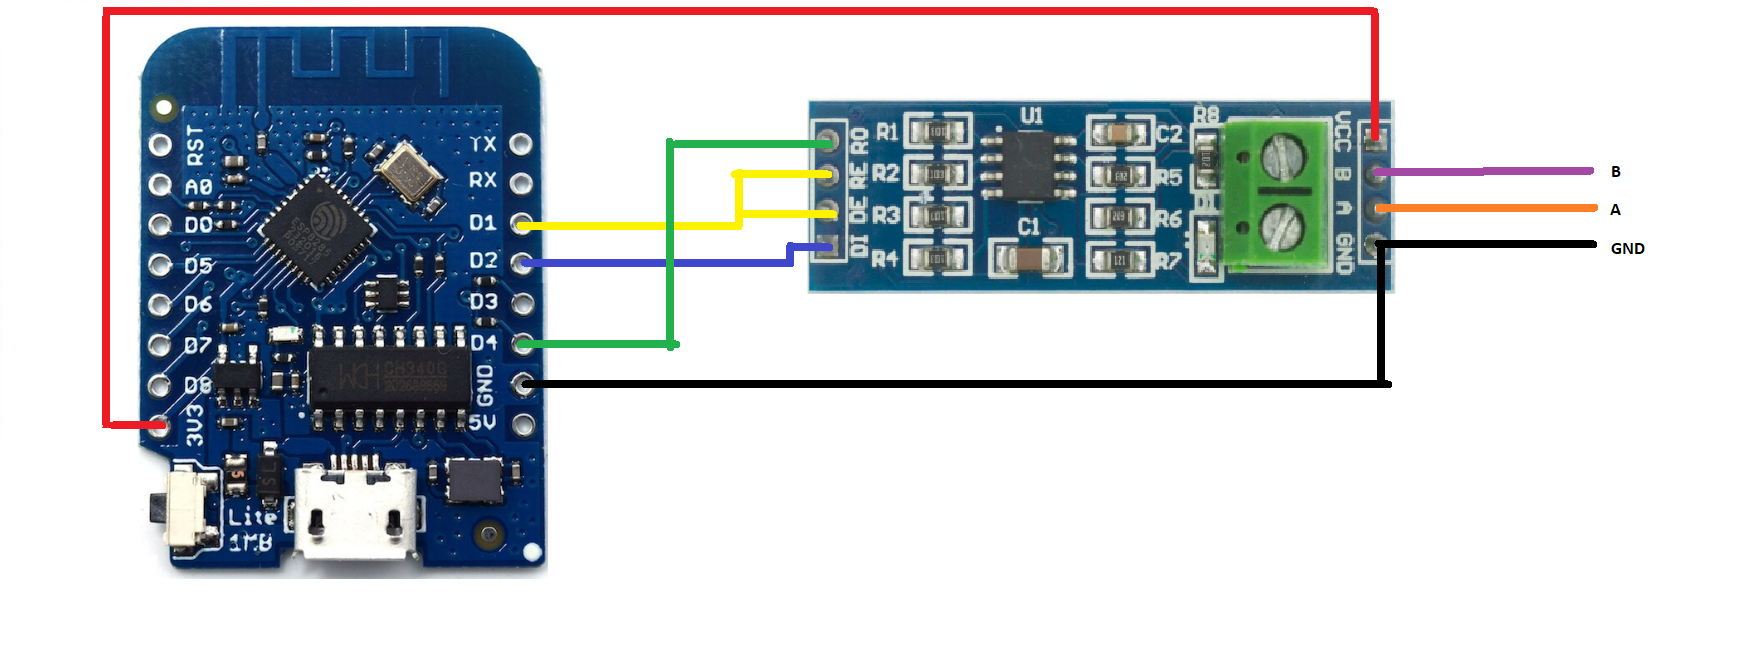 RST
A0
D0
D5
D6
D7
D8
3V3
TX
RX
D1
D2
D3
D4
GND
5V
Lite
1MB
RO
RE
DE
DI
R1
R2
R3
R4
U1
C1
C2
R5
R6
R7
R8
D1
VCC
B
A
GND
B
A
GND